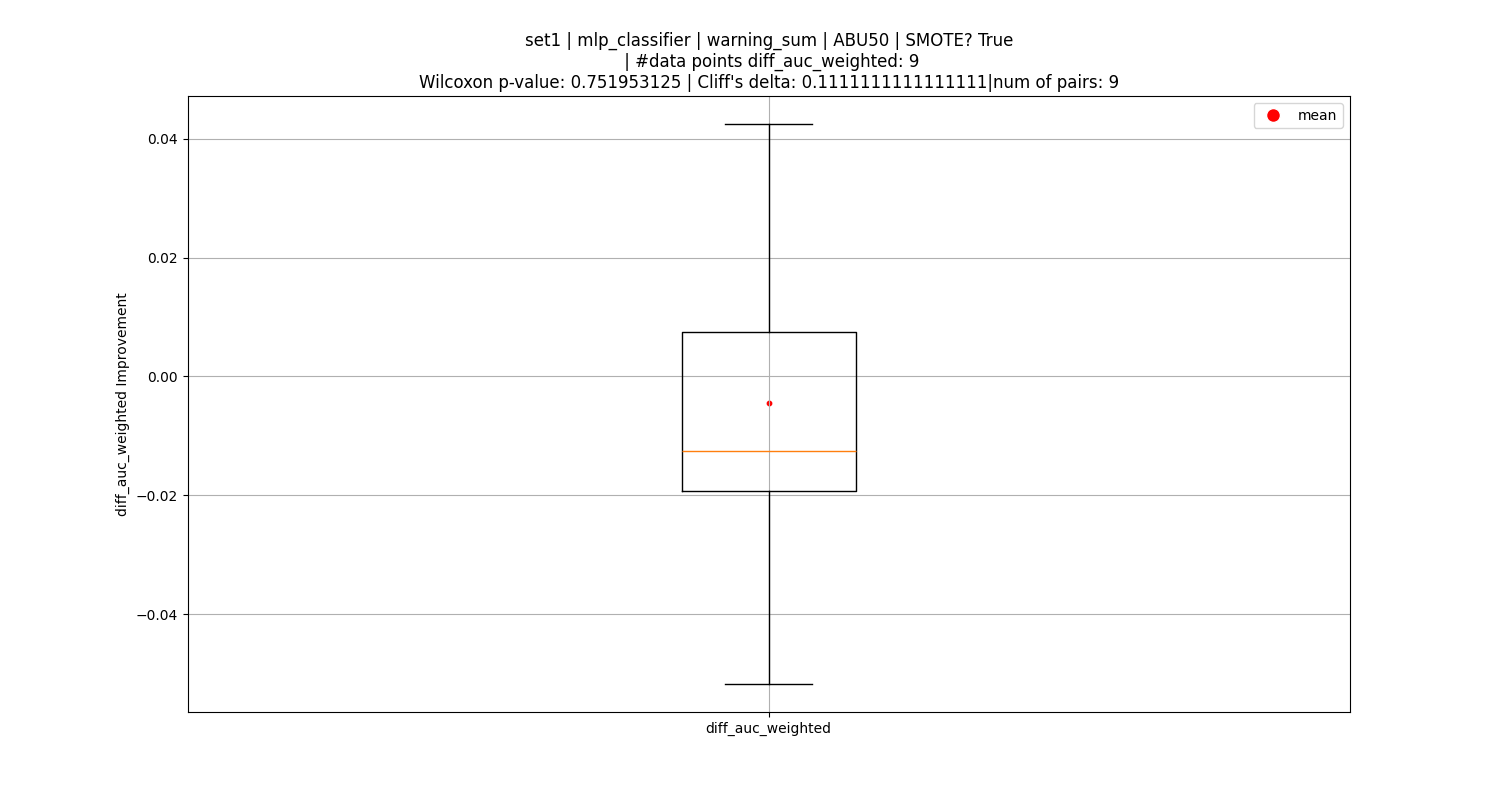 set1 | mlp_classifier | warning_sum | ABU50 | SMOTE? True
| #data points diff_auc_weighted: 9
Wilcoxon p-value: 0.751953125 | Cliff's delta: 0.1111111111111111|num of pairs: 9
mean
0.04
0.02
0.00
−0.02
−0.04
diff_auc_weighted Improvement
diff_auc_weighted